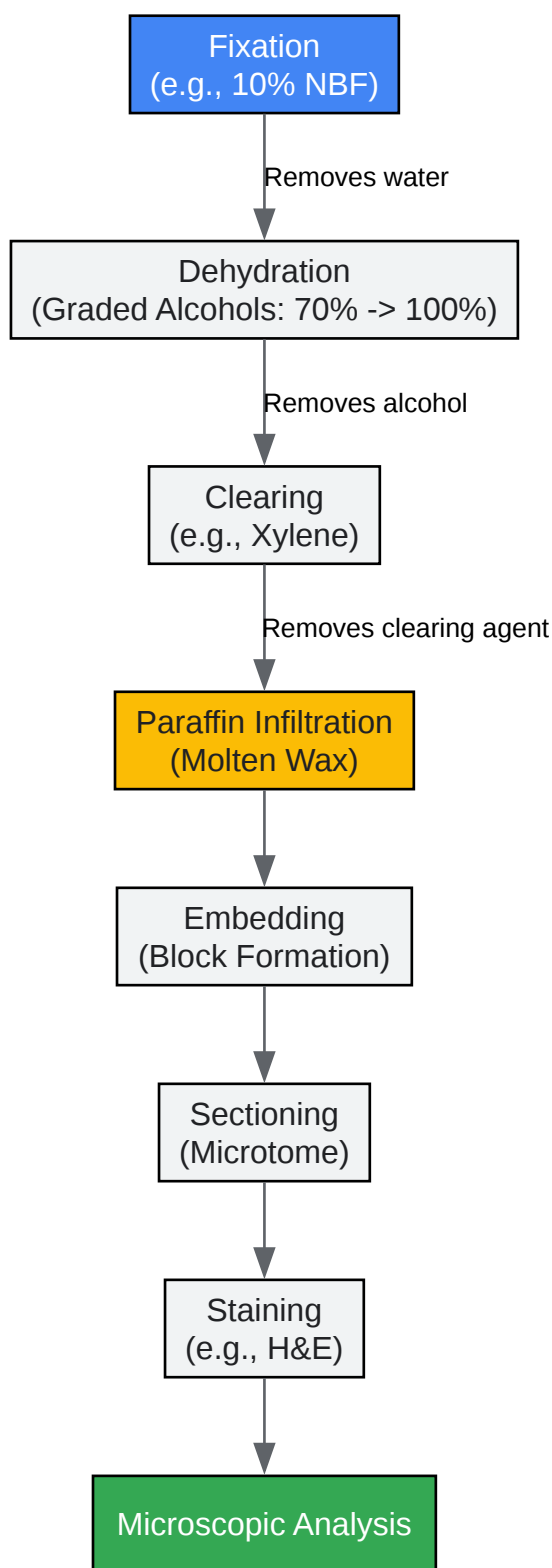 Fixation
(e.g., 10% NBF)
Removes water
Dehydration
(Graded Alcohols: 70% -> 100%)
Removes alcohol
Clearing
(e.g., Xylene)
Removes clearing agent
Paraffin Infiltration
(Molten Wax)
Embedding
(Block Formation)
Sectioning
(Microtome)
Staining
(e.g., H&E)
Microscopic Analysis